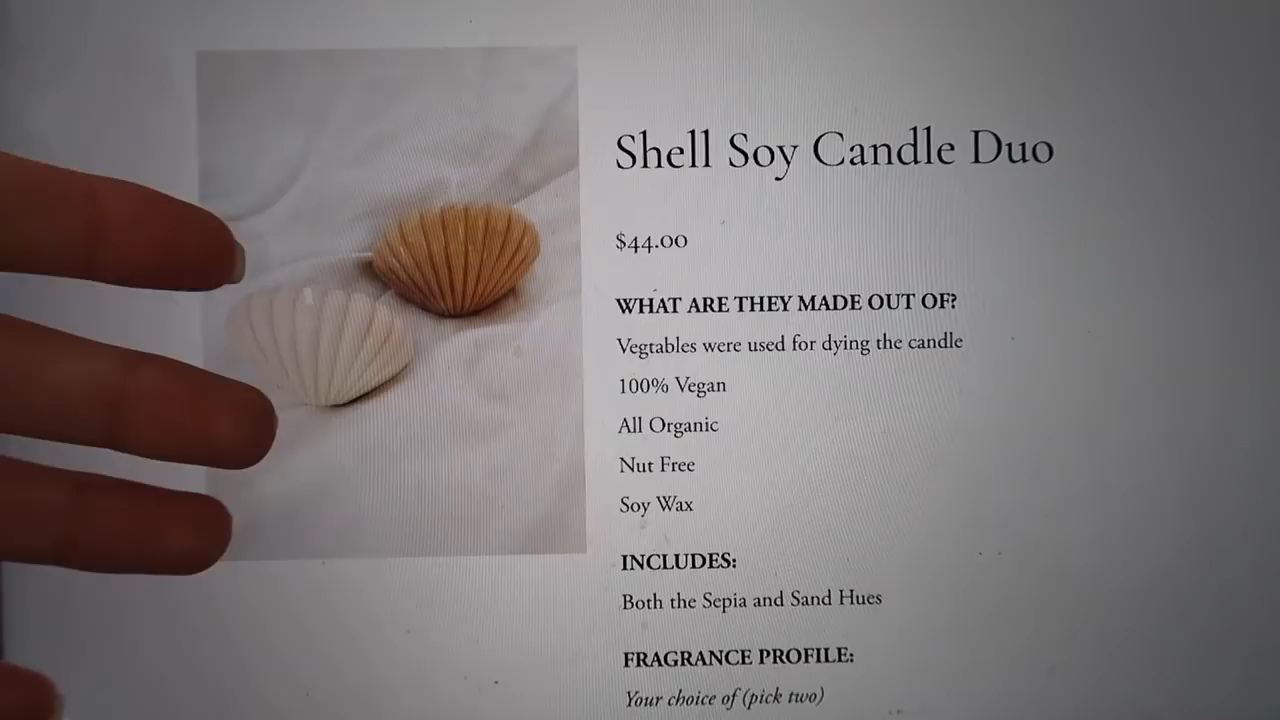 Shell Soy Candle Duo
$44.00
WHAT ARE THEY MADE OUT OF?
Vegtables were used for dying the candle
100% Vegan
All Organic
Nut Free
Soy Wax
INCLUDES:
Both the Sepia and Sand Hues
FRAGRANCE PROFILE:
Your choice of (pick two)